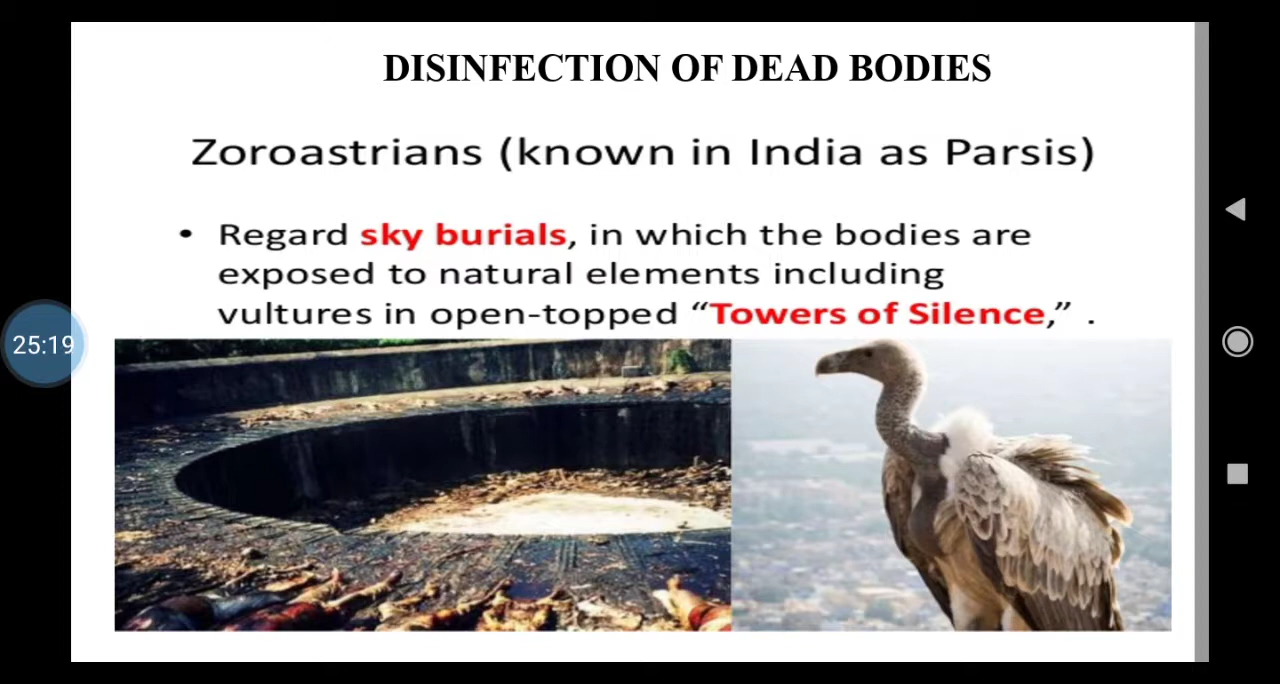 DISINFECTION OF DEAD BODIES
Zoroastrians (known in India as Parsis)
• Regard sky burials, in which the bodies are
exposed to natural elements including
vultures in open-topped “Towers of Silence,” .
25:19